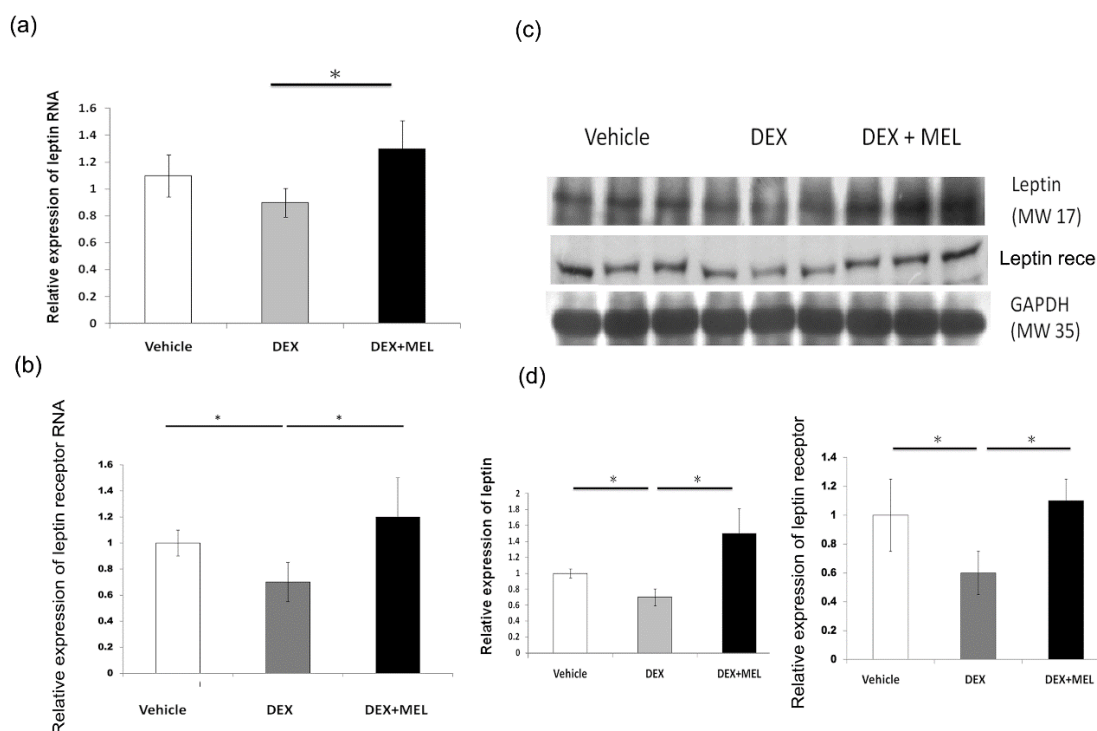 (a)
*
Relative expression of leptin RNA
1.6
1.4
1.2
1
0.8
0.6
0.4
0.2
0
Vehicle DEX DEX+MEL
(c)
Vehicle DEX DEX + MEL
Leptin
(MW 17)
Leptin rece
GAPDH
(MW 35)
(b)
* *
Relative expression of leptin receptor RNA
1.6
1.4
1.2
1
0.8
0.6
0.4
0.2
0
Vehicle DEX DEX+MEL
(d)
* *
Relative expression of leptin
2
1.8
1.6
1.4
1.2
1
0.8
0.6
0.4
0.2
0
Vehicle DEX DEX+MEL
* *
Relative expression of leptin receptor
1.4
1.2
1
0.8
0.6
0.4
0.2
0
Vehicle DEX DEX+MEL